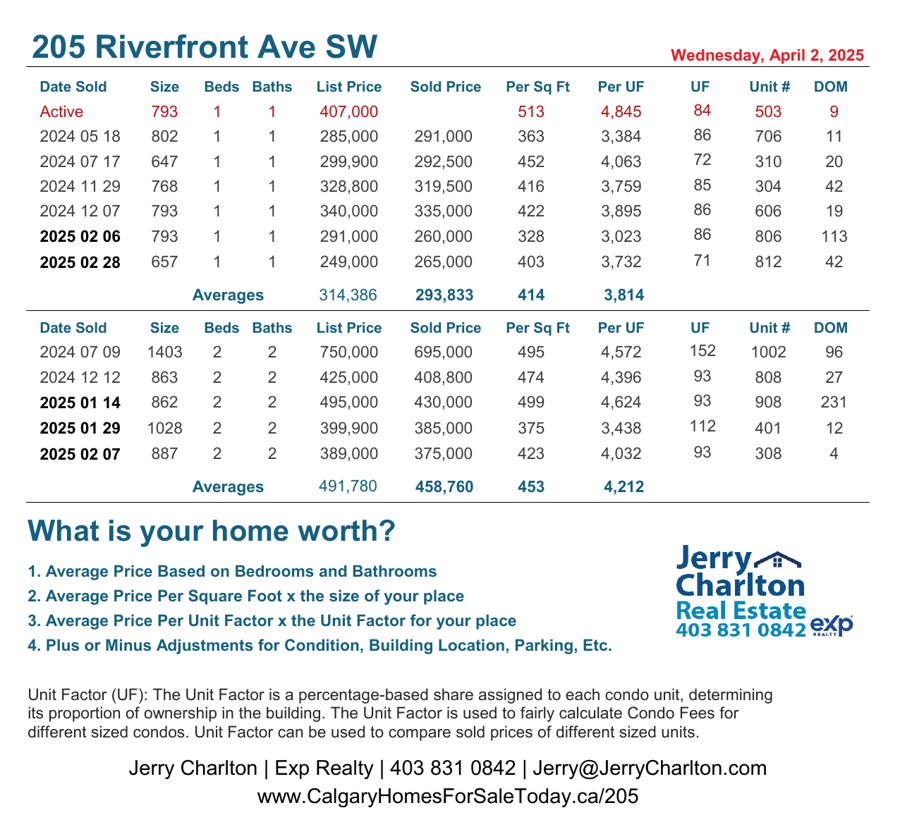 205 Riverfront Ave SW
Wednesday, April 2, 2025
Date Sold Size Beds Baths List Price Sold Price Per Sq Ft Per UF UF Unit # DOM
Active 793 1 1 407,000 513 4,845 84 503 9
2024 05 18 802 1 1 285,000 291,000 363 3,384 86 706 11
2024 07 17 647 1 1 299,900 292,500 452 4,063 72 310 20
2024 11 29 768 1 1 328,800 319,500 416 3,759 85 304 42
2024 12 07 793 1 1 340,000 335,000 422 3,895 86 606 19
2025 02 06 793 1 1 291,000 260,000 328 3,023 86 806 113
2025 02 28 657 1 1 249,000 265,000 403 3,732 71 812 42
Averages 314,386 293,833 414 3,814
Date Sold Size Beds Baths List Price Sold Price Per Sq Ft Per UF UF Unit # DOM
2024 07 09 1403 2 2 750,000 695,000 495 4,572 152 1002 96
2024 12 12 863 2 2 425,000 408,800 474 4,396 93 808 27
2025 01 14 862 2 2 495,000 430,000 499 4,624 93 908 231
2025 01 29 1028 2 2 399,900 385,000 375 3,438 112 401 12
2025 02 07 887 2 2 389,000 375,000 423 4,032 93 308 4
Averages 491,780 458,760 453 4,212
What is your home worth?
1. Average Price Based on Bedrooms and Bathrooms
2. Average Price Per Square Foot x the size of your place
3. Average Price Per Unit Factor x the Unit Factor for your place
4. Plus or Minus Adjustments for Condition, Building Location, Parking, Etc.
Jerry
Charlton
Real Estate
403 831 0842 exp
REALTY
Unit Factor (UF): The Unit Factor is a percentage-based share assigned to each condo unit, determining
its proportion of ownership in the building. The Unit Factor is used to fairly calculate Condo Fees for
different sized condos. Unit Factor can be used to compare sold prices of different sized units.
Jerry Charlton | Exp Realty | 403 831 0842 | Jerry@JerryCharlton.com
www.CalgaryHomesForSaleToday.ca/205